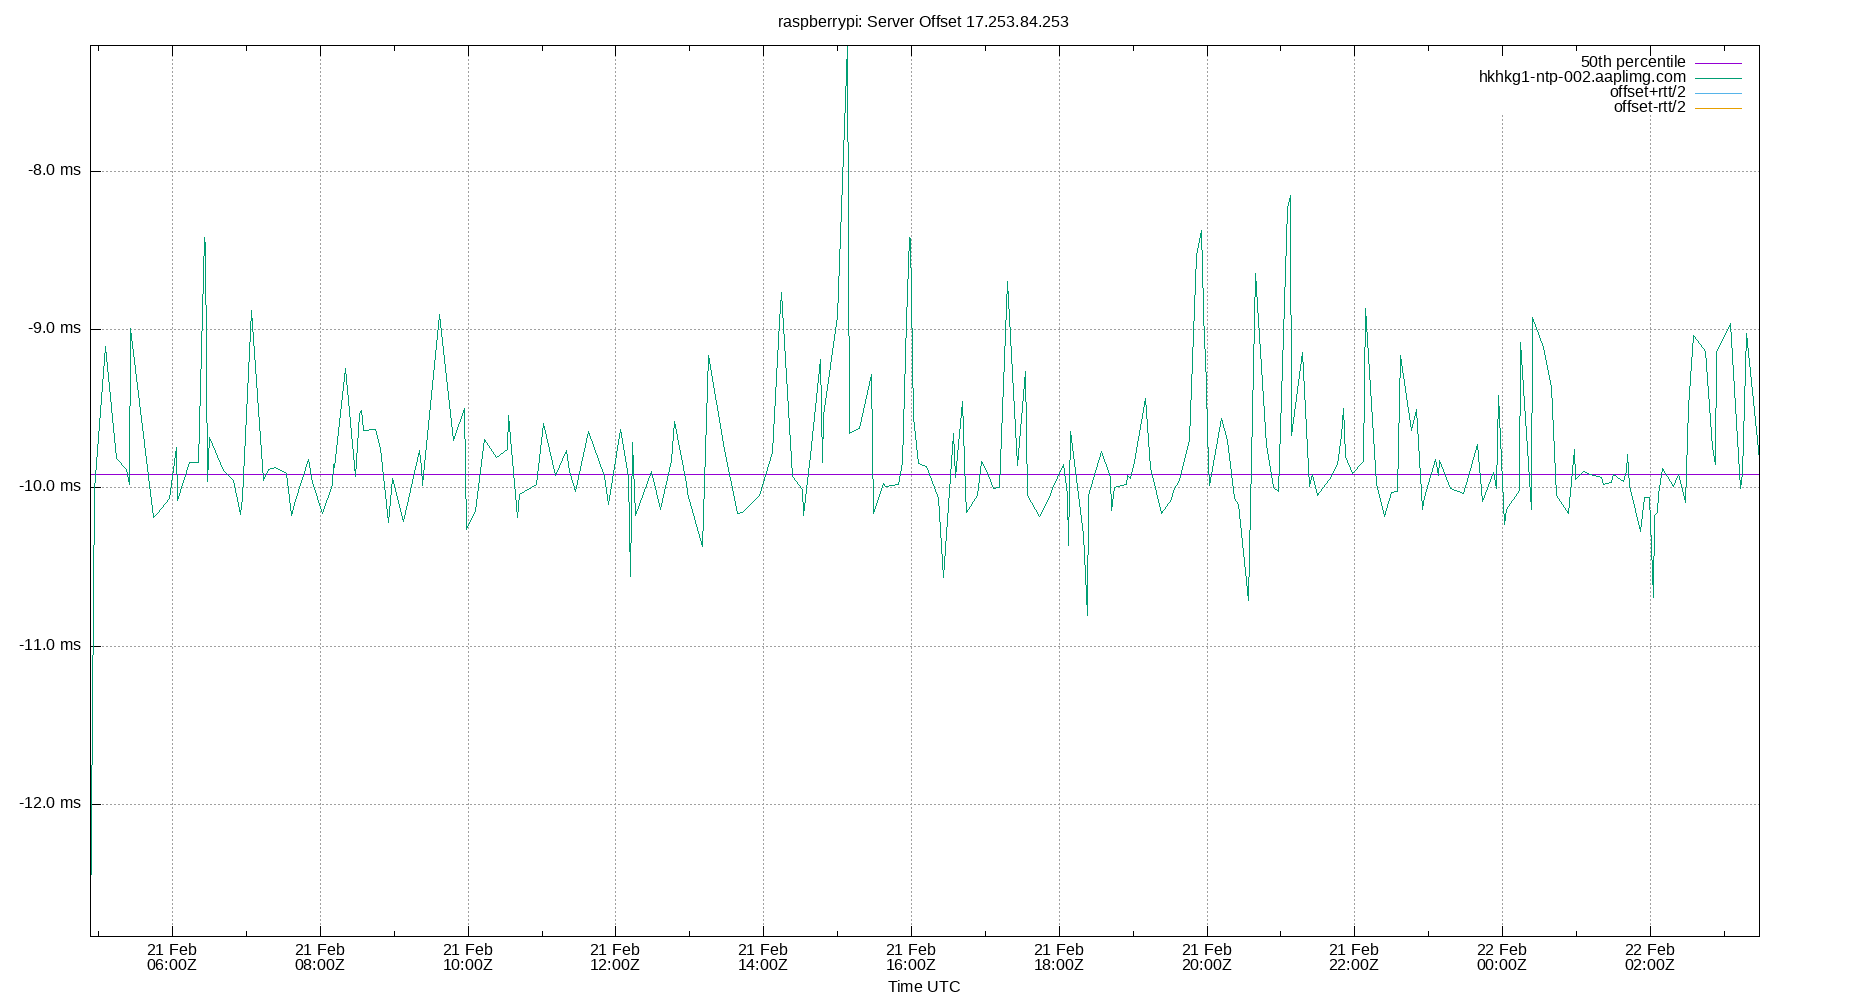 raspberrypi: Server Offset 17.253.84.253
50th percentile
hkhkg1-ntp-002.aaplimg.com
offset+rtt/2
offset-rtt/2
-8.0 ms
-9.0 ms
-10.0 ms
-11.0 ms
-12.0 ms
21 Feb 21 Feb 21 Feb 21 Feb 21 Feb 21 Feb 21 Feb 21 Feb 21 Feb 22 Feb 22 Feb
06:00Z 08:00Z 10:00Z 12:00Z 14:00Z 16:00Z 18:00Z 20:00Z 22:00Z 00:00Z 02:00Z
Time UTC